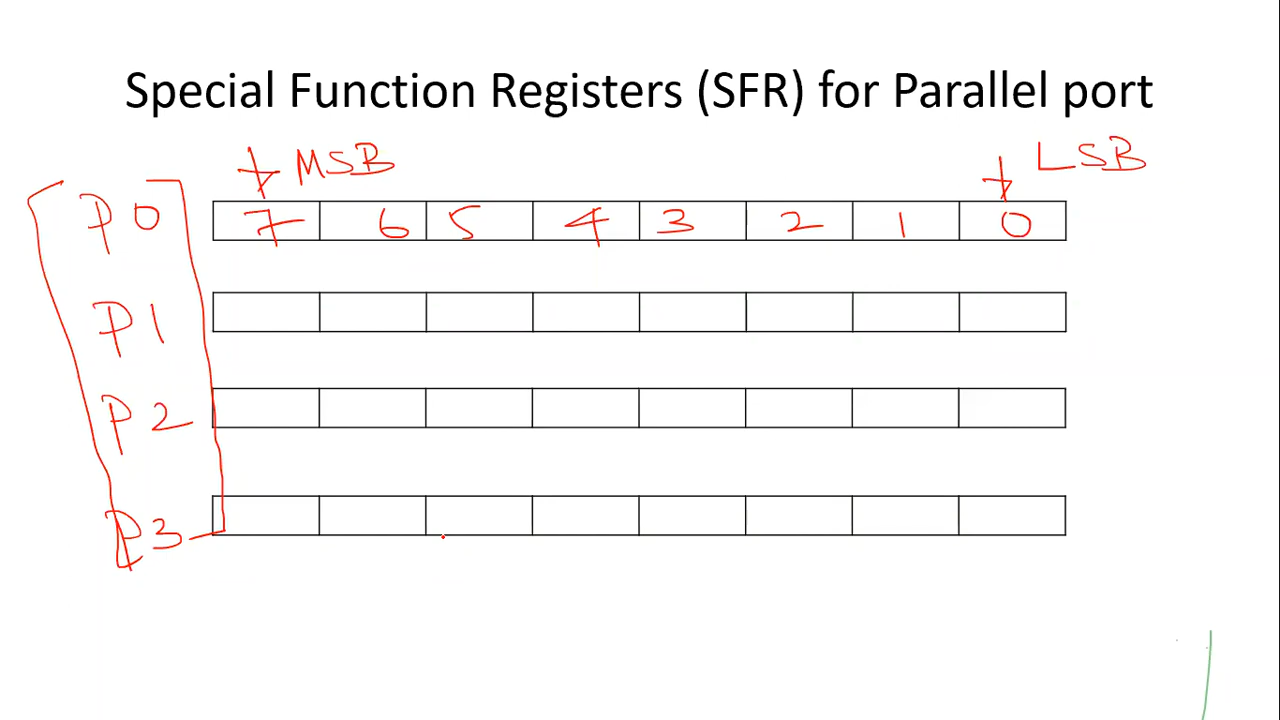 Special Function Registers (SFR) for Parallel port
MSB LSB
P0 7 6 5 4 3 2 1 0
P1
P2
P3